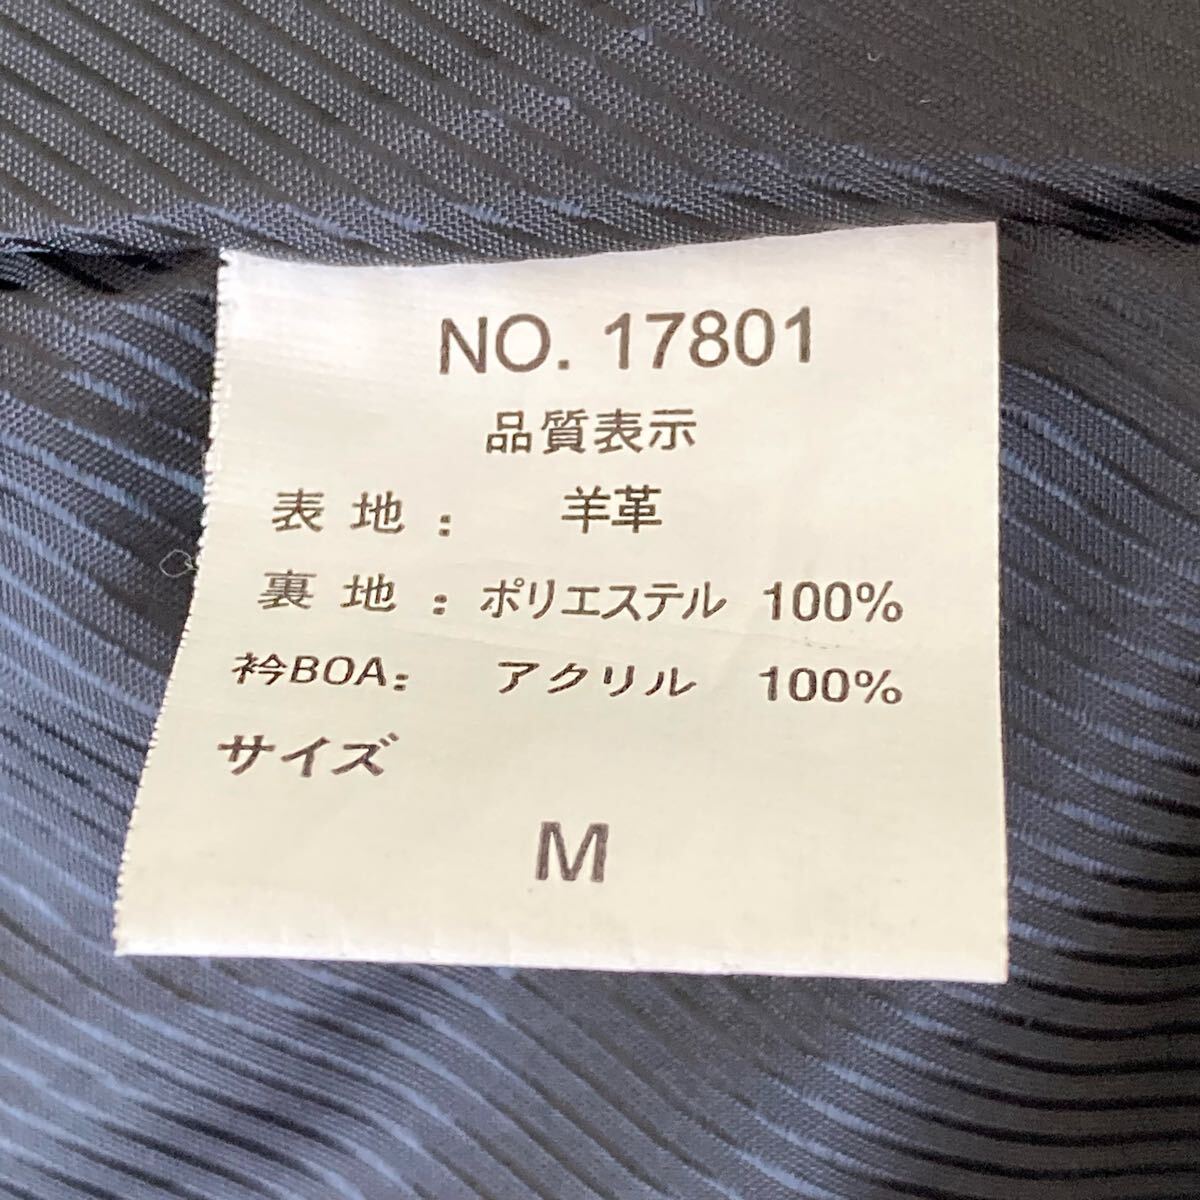 NO. 17801
品質表示
表 地 : 羊革
裏 地 : ポリエステル 100%
衿BOA: アクリル 100%
サイズ
M